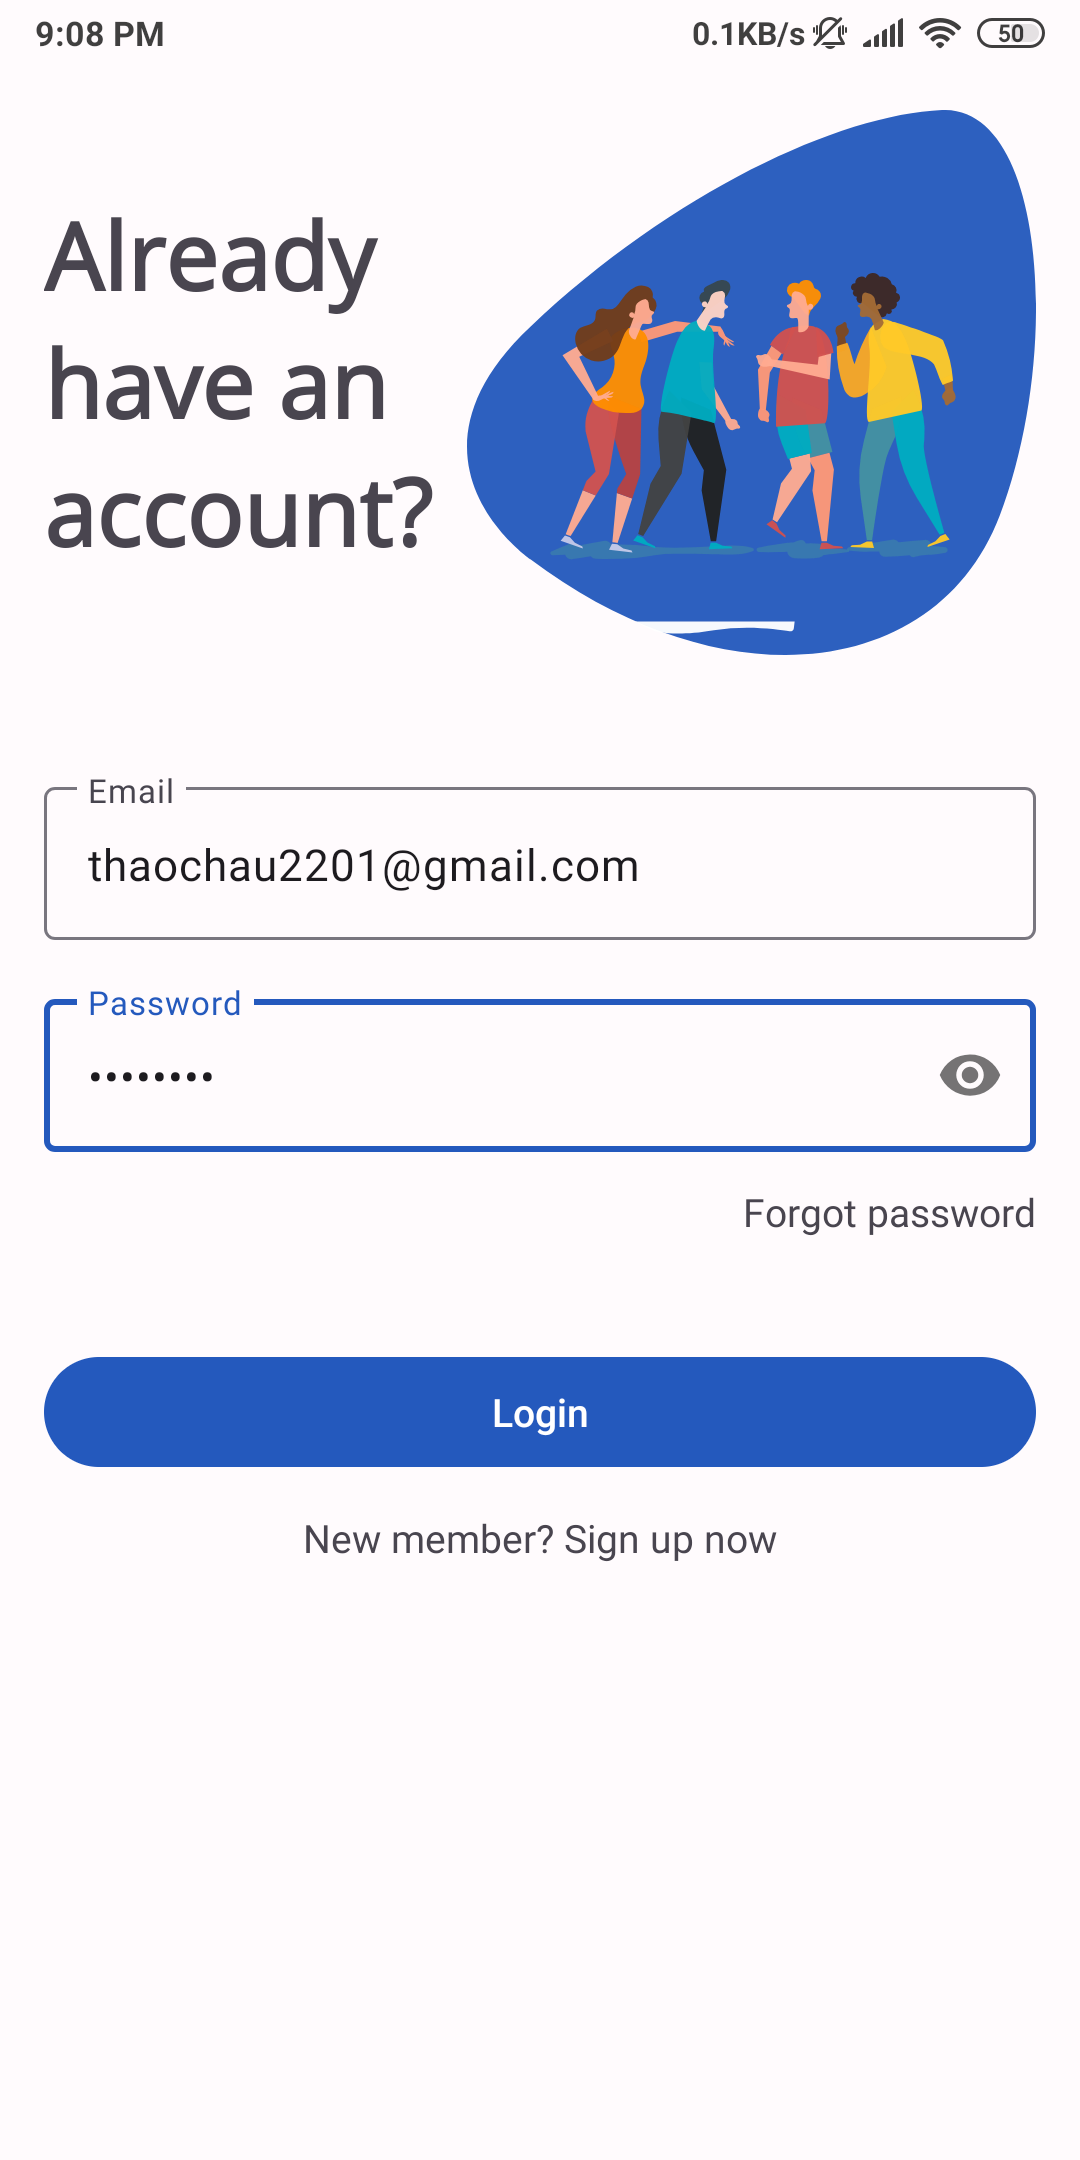 9:08 PM
0.1KB/s
50
Already
have an
account?
Email
thaochau2201@gmail.com
Password
••••••••
Forgot password
Login
New member? Sign up now